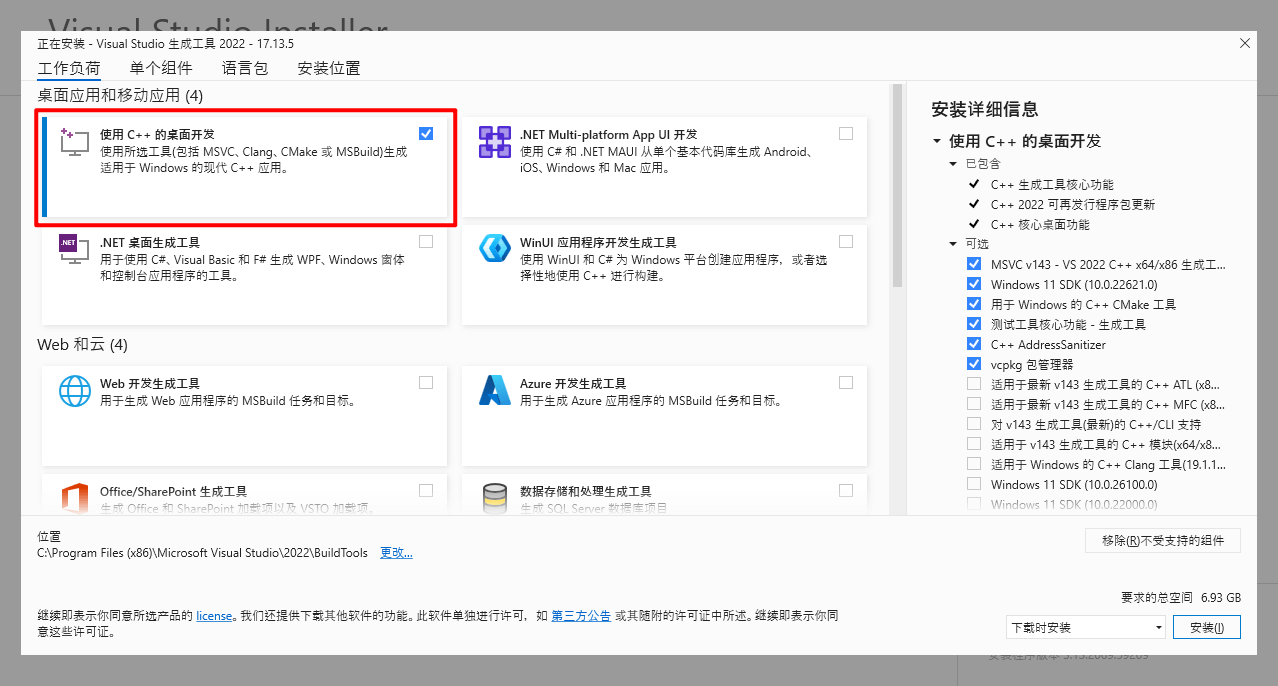 Visual Studio Installer
正在安装 - Visual Studio 生成工具 2022 - 17.13.5
工作负荷 单个组件 语言包 安装位置
桌面应用和移动应用 (4)
使用 C++ 的桌面开发
使用所选工具(包括 MSVC、Clang、CMake 或 MSBuild)生成
适用于 Windows 的现代 C++ 应用。
.NET Multi-platform App UI 开发
使用 C# 和 .NET MAUI 从单个基本代码库生成 Android、
iOS、Windows 和 Mac 应用。
.NET
.NET 桌面生成工具
用于使用 C#、Visual Basic 和 F# 生成 WPF、Windows 窗体
和控制台应用程序的工具。
WinUI 应用程序开发生成工具
使用 WinUI 和 C# 为 Windows 平台创建应用程序，或者选
择性地使用 C++ 进行构建。
Web 和云 (4)
Web 开发生成工具
用于生成 Web 应用程序的 MSBuild 任务和目标。
Azure 开发生成工具
用于生成 Azure 应用程序的 MSBuild 任务和目标。
Office/SharePoint 生成工具
生成 Office 和 SharePoint 加载项以及 VSTO 加载项。
数据存储和处理生成工具
生成 SQL Server 数据库项目
安装详细信息
使用 C++ 的桌面开发
已包含
C++ 生成工具核心功能
C++ 2022 可再发行程序包更新
C++ 核心桌面功能
可选
MSVC v143 - VS 2022 C++ x64/x86 生成工...
Windows 11 SDK (10.0.22621.0)
用于 Windows 的 C++ CMake 工具
测试工具核心功能 - 生成工具
C++ AddressSanitizer
vcpkg 包管理器
适用于最新 v143 生成工具的 C++ ATL (x8...
适用于最新 v143 生成工具的 C++ MFC (x8...
对 v143 生成工具(最新)的 C++/CLI 支持
适用于 v143 生成工具的 C++ 模块(x64/x8...
适用于 Windows 的 C++ Clang 工具(19.1.1...
Windows 11 SDK (10.0.26100.0)
Windows 11 SDK (10.0.22000.0)
位置
C:\Program Files (x86)\Microsoft Visual Studio\2022\BuildTools 更改...
移除(R)不受支持的组件
要求的总空间 6.93 GB
继续即表示你同意所选产品的 license。我们还提供下载其他软件的功能。此软件单独进行许可，如 第三方公告 或其随附的许可证中所述。继续即表示你同
意这些许可证。
下载时安装
安装(I)